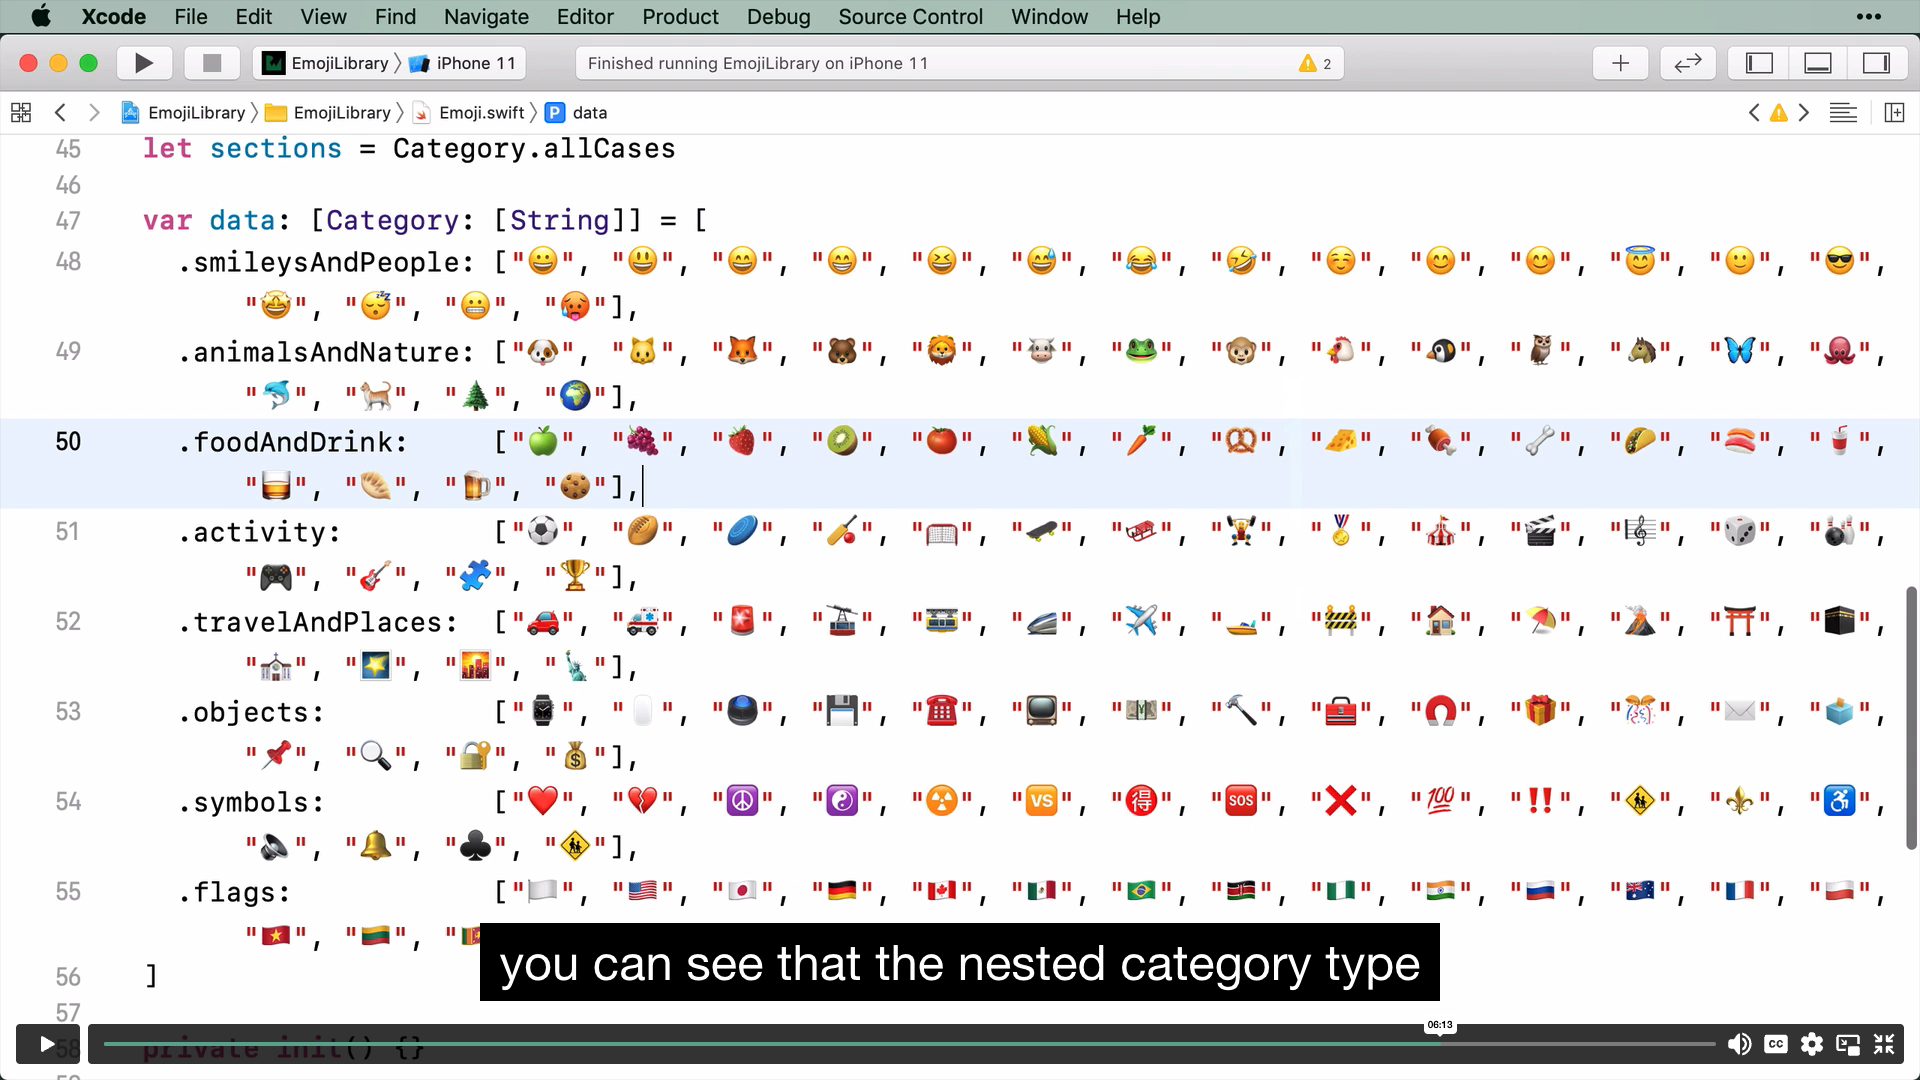 Xcode File Edit View Find Navigate Editor Product Debug Source Control Window Help
EmojiLibrary iPhone 11 Finished running EmojiLibrary on iPhone 11 2
EmojiLibrary EmojiLibrary Emoji.swift P data
45 let sections = Category.allCases
46
47 var data: [Category: [String]] = [
48 .smileysAndPeople: ["😀", "😃", "😄", "😁", "😆", "😅", "😂", "🤣", "☺️", "😊", "😊", "😇", "🙂", "😎",
"🤩", "😴", "😬", "🥵"],
49 .animalsAndNature: ["🐶", "🐱", "🦊", "🐻", "🦁", "🐮", "🐸", "🐵", "🐔", "🐧", "🦉", "🐴", "🦋", "🐙",
"🐬", "🐈", "🌲", "🌍"],
50 .foodAndDrink: ["🍏", "🍇", "🍓", "🥝", "🍅", "🌽", "🥕", "🥨", "🧀", "🍖", "🦴", "🌮", "🍣", "🥤",
"🥃", "🥟", "🍺", "🍪"],
51 .activity: ["⚽️", "🏉", "🥏", "🏏", "🥅", "🛹", "🛷", "🏋️", "🏅", "🎪", "🎬", "🎼", "🎲", "🎳",
"🎮", "🎸", "🧩", "🏆"],
52 .travelAndPlaces: ["🚗", "🚑", "🚨", "🚡", "🚟", "🚄", "✈️", "🚤", "🚧", "🏠", "⛱", "🌋", "⛩", "🕋",
"⛪️", "🌠", "🌇", "🗽"],
53 .objects: ["⌚️", "🖱", "🖲", "💾", "☎️", "📺", "💴", "🔨", "🧰", "🧲", "🎁", "🎊", "✉️", "🗳",
"📌", "🔍", "🔐", "💰"],
54 .symbols: ["❤️", "💔", "☮️", "☯️", "☢️", "🆚", "🉐", "🆘", "❌", "💯", "‼️", "🚸", "⚜️", "♿️",
"🔈", "🔔", "♣️", "🚸"],
55 .flags: ["🏳️", "🇺🇸", "🇯🇵", "🇩🇪", "🇨🇦", "🇲🇽", "🇧🇷", "🇰🇪", "🇳🇬", "🇮🇳", "🇷🇺", "🇦🇺", "🇫🇷", "🇵🇱",
"🇻🇳", "🇱🇹", "🇱🇰
you can see that the nested category type
56 ]
57
06:13
58 private init() {}
CC